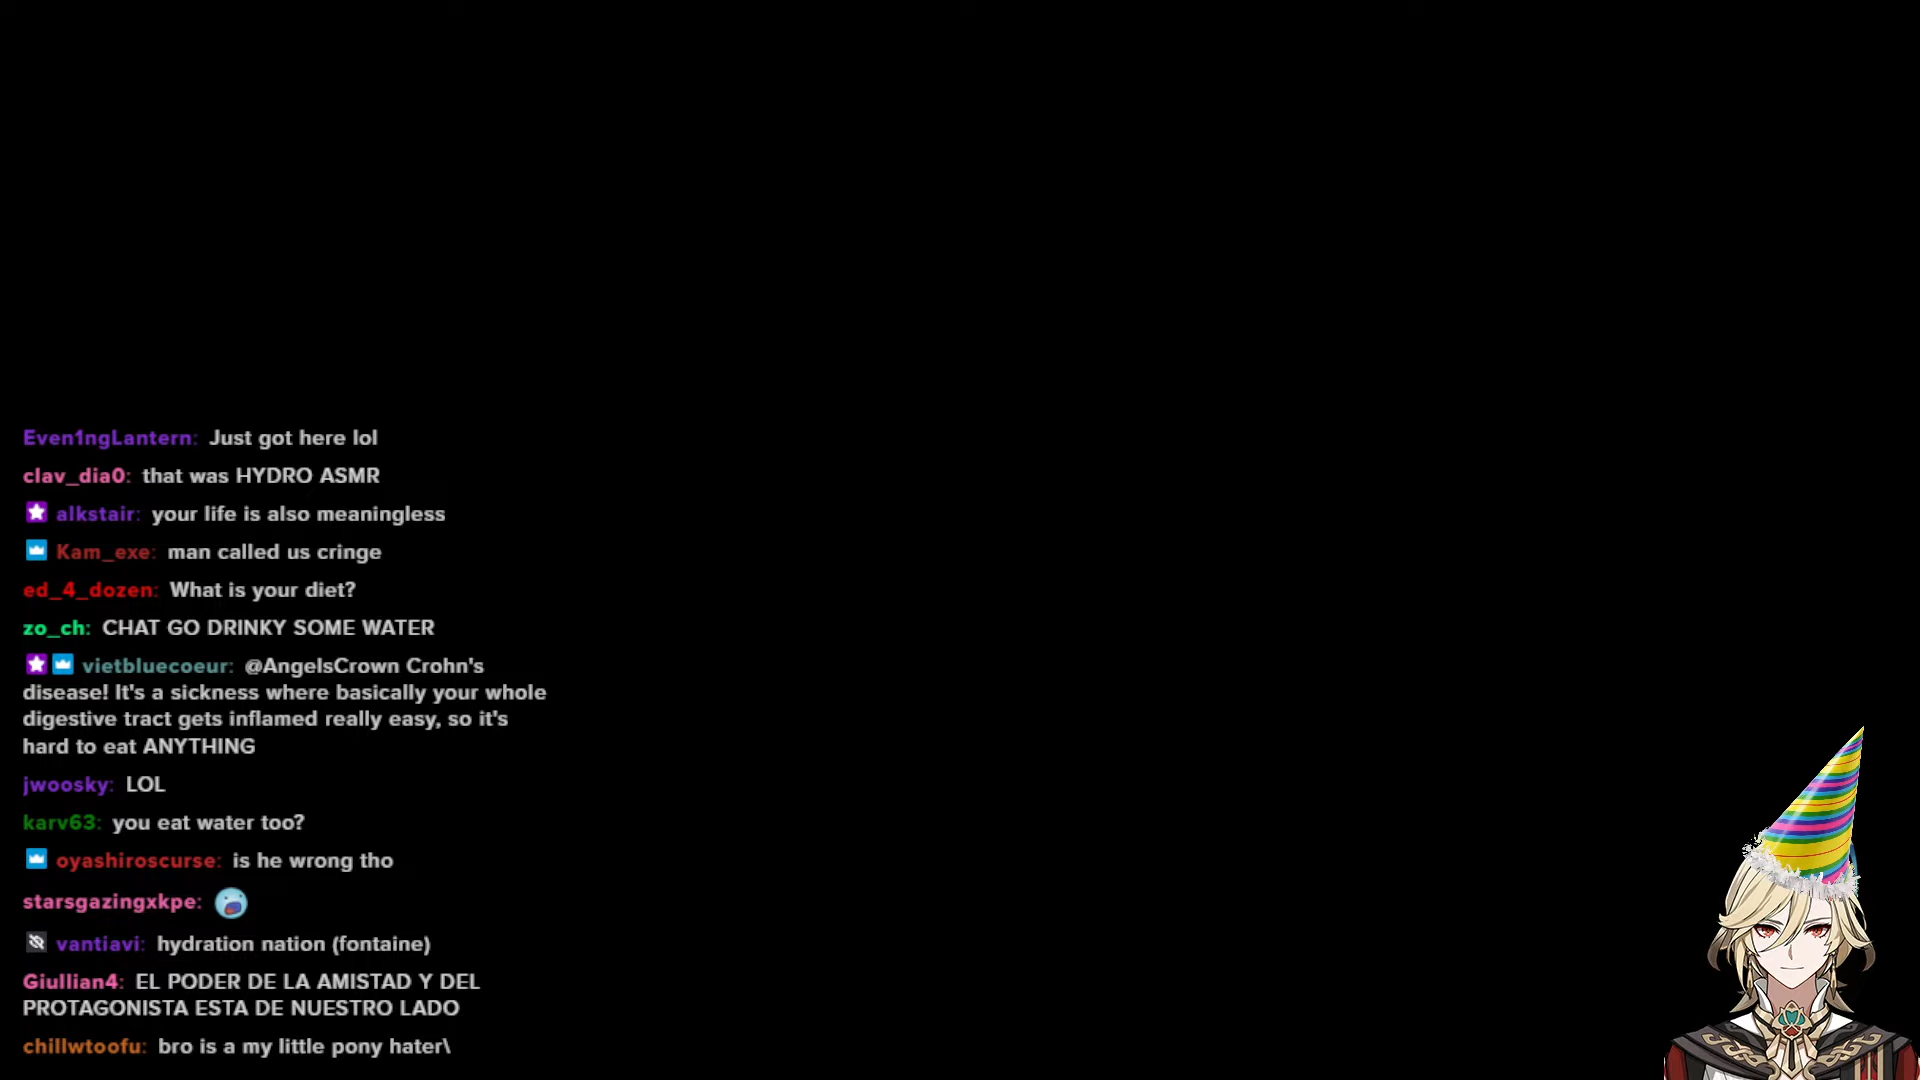 Even1ngLantern: Just got here lol
clav_dia0: that was HYDRO ASMR
alkstair: your life is also meaningless
Kam_exe: man called us cringe
ed_4_dozen: What is your diet?
zo_ch: CHAT GO DRINKY SOME WATER
vietbluecoeur: @AngelsCrown Crohn's
disease! It's a sickness where basically your whole
digestive tract gets inflamed really easy, so it's
hard to eat ANYTHING
jwoosky: LOL
karv63: you eat water too?
oyashiroscurse: is he wrong tho
starsgazingxkpe:
vantiavi: hydration nation (fontaine)
Giullian4: EL PODER DE LA AMISTAD Y DEL
PROTAGONISTA ESTA DE NUESTRO LADO
chillwtoofu: bro is a my little pony hater\